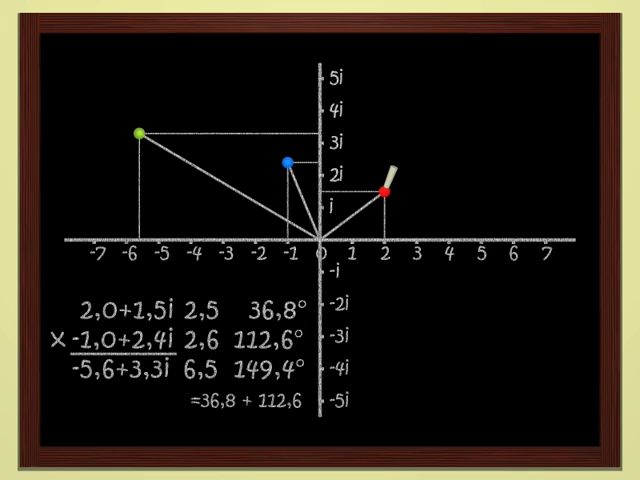 5i
4i
3i
2i
i
-7 -6 -5 -4 -3 -2 -1 0 1 2 3 4 5 6 7
-i
-2i
-3i
-4i
-5i
2,0+1,5i 2,5 36,8°
x -1,0+2,4i 2,6 112,6°
-5,6+3,3i 6,5 149,4°
=36,8 + 112,6